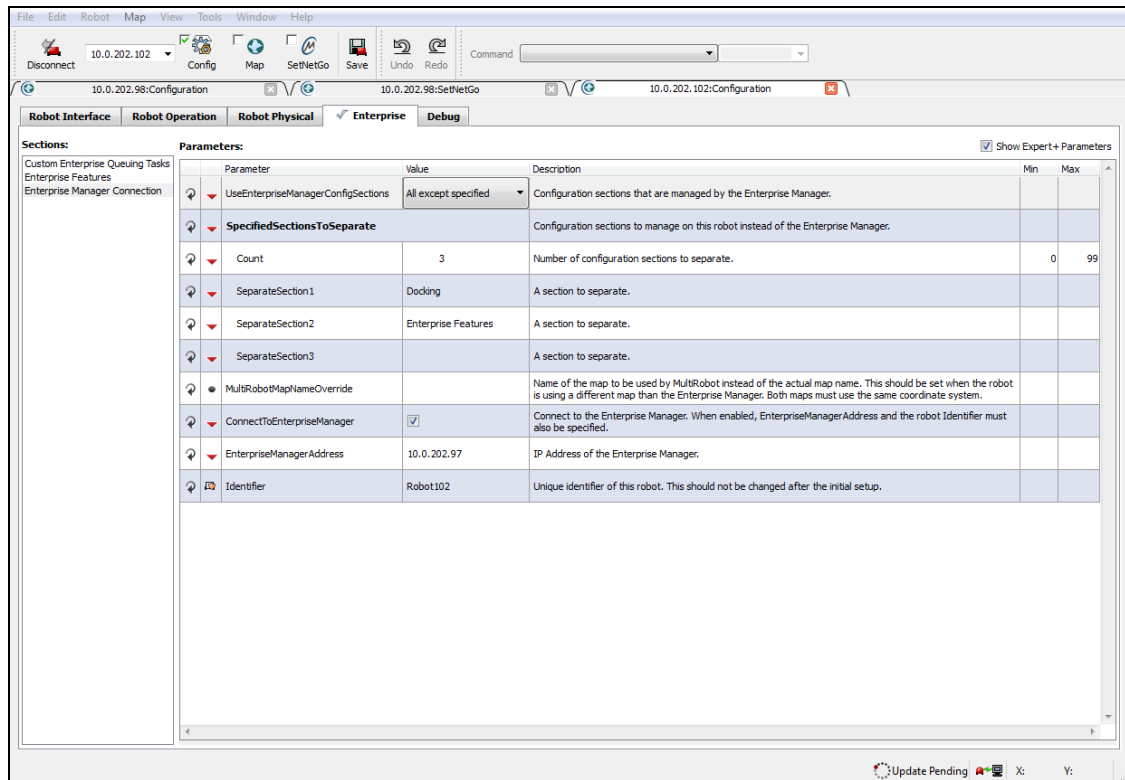 File Edit Robot Map View Tools Window Help
Disconnect 10.0.202.102 Config Map SetNetGo Save Undo Redo Command
10.0.202.98:Configuration 10.0.202.98:SetNetGo 10.0.202.102:Configuration
Robot Interface Robot Operation Robot Physical Enterprise Debug
Sections:
Custom Enterprise Queuing Tasks
Enterprise Features
Enterprise Manager Connection
Parameters: Show Expert+ Parameters
Parameter Value Description Min Max
UseEnterpriseManagerConfigSections All except specified Configuration sections that are managed by the Enterprise Manager.
SpecifiedSectionsToSeparate Configuration sections to manage on this robot instead of the Enterprise Manager.
Count 3 Number of configuration sections to separate. 0 99
SeparateSection1 Docking A section to separate.
SeparateSection2 Enterprise Features A section to separate.
SeparateSection3 A section to separate.
MultiRobotMapNameOverride Name of the map to be used by MultiRobot instead of the actual map name. This should be set when the robot
is using a different map than the Enterprise Manager. Both maps must use the same coordinate system.
ConnectToEnterpriseManager Connect to the Enterprise Manager. When enabled, EnterpriseManagerAddress and the robot Identifier must
also be specified.
EnterpriseManagerAddress 10.0.202.97 IP Address of the Enterprise Manager.
Identifier Robot102 Unique identifier of this robot. This should not be changed after the initial setup.
Update Pending X: Y: